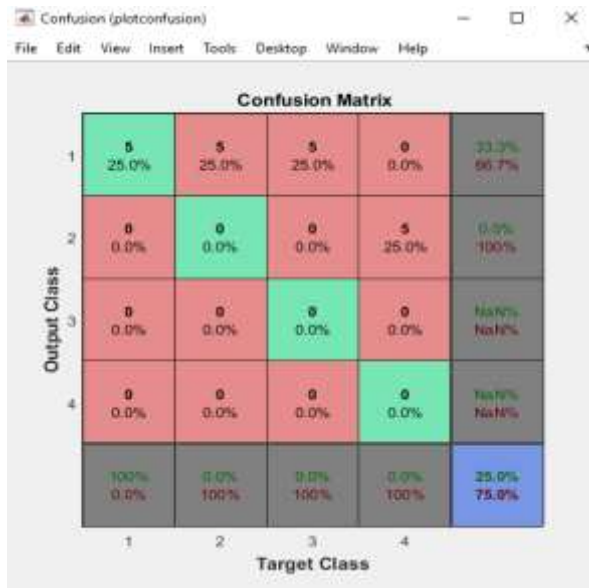 Confusion (plotconfusion)
File Edit View Insert Tools Desktop Window Help
Confusion Matrix
1 5 5 5 0 33.3%
25.0% 25.0% 25.0% 0.0% 66.7%
2 0 0 0 5 0.0%
0.0% 0.0% 0.0% 25.0% 100%
3 0 0 0 0 NaN%
0.0% 0.0% 0.0% 0.0% NaN%
4 0 0 0 0 NaN%
0.0% 0.0% 0.0% 0.0% NaN%
100% 0.0% 0.0% 0.0% 25.0%
0.0% 100% 100% 100% 75.0%
1 2 3 4
Output Class
Target Class